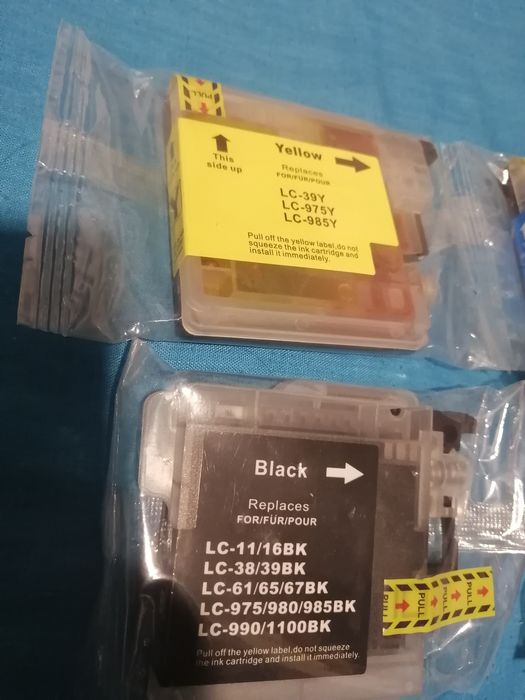 PULL
This
side up
Yellow
Replaces
FOR/FÜR/POUR
LC-39Y
LC-975Y
LC-985Y
Pull off the yellow label,do not
squeeze the ink cartridge and
install it immediately.
Black
Replaces
FOR/FÜR/POUR
LC-11/16BK
LC-38/39BK
LC-61/65/67BK
LC-975/980/985BK
LC-990/1100BK
Pull off the yellow label,do not squeeze
the ink cartridge and install it immediately.
PULL PULL PULL PULL